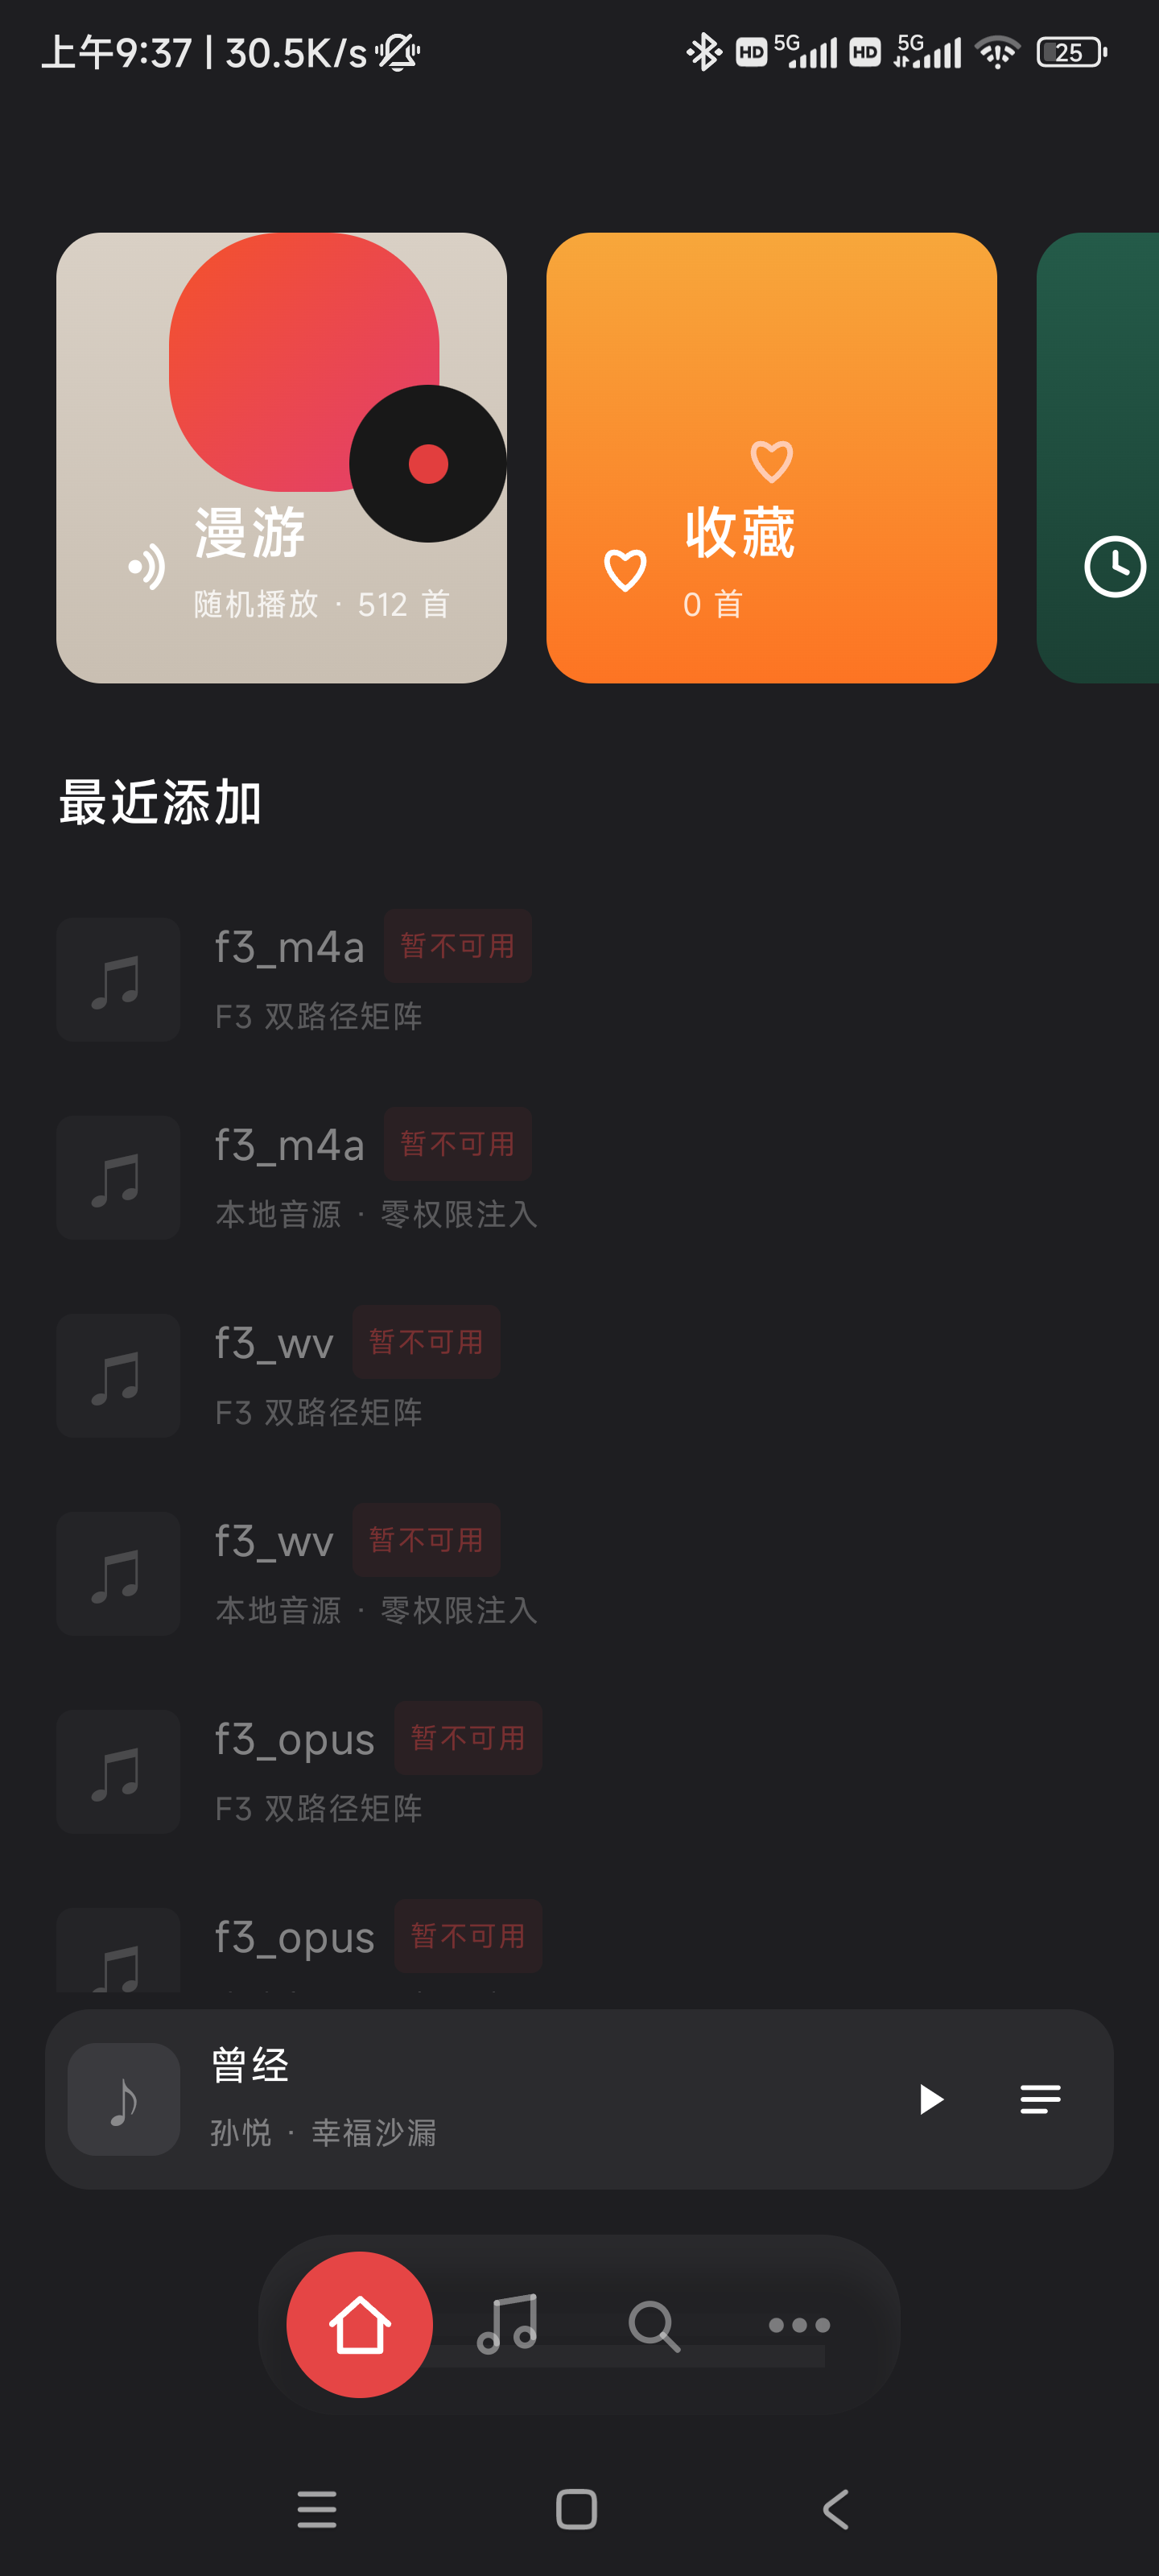 上午9:37 | 30.5K/s
HD 5G HD 5G 25
漫游
随机播放 · 512 首
收藏
0 首
最近添加
f3_m4a 暂不可用
F3 双路径矩阵
f3_m4a 暂不可用
本地音源 · 零权限注入
f3_wv 暂不可用
F3 双路径矩阵
f3_wv 暂不可用
本地音源 · 零权限注入
f3_opus 暂不可用
F3 双路径矩阵
f3_opus 暂不可用
曾经
孙悦 · 幸福沙漏